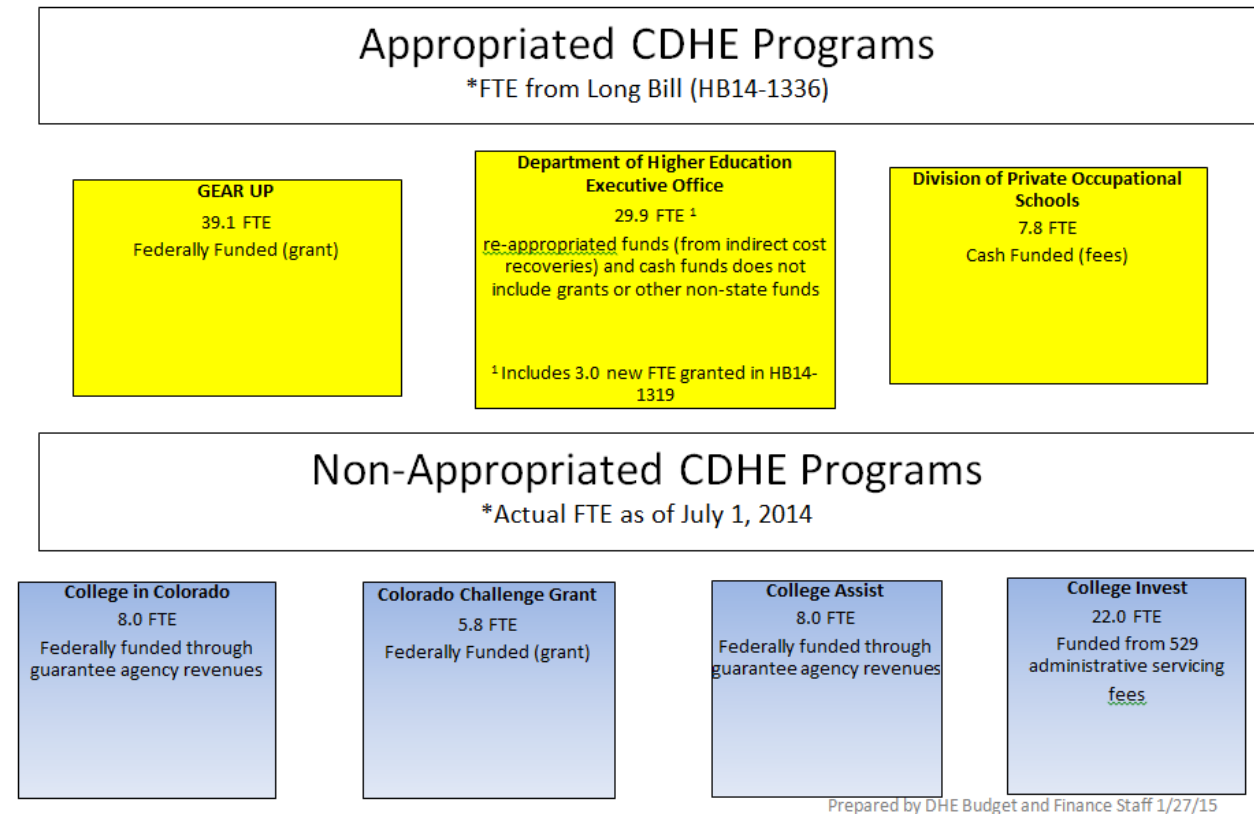 Appropriated CDHE Programs
*FTE from Long Bill (HB14-1336)
GEAR UP
39.1 FTE
Federally Funded (grant)
Department of Higher Education
Executive Office
29.9 FTE ¹
re-appropriated funds (from indirect cost
recoveries) and cash funds does not
include grants or other non-state funds
¹ Includes 3.0 new FTE granted in HB14-
1319
Division of Private Occupational
Schools
7.8 FTE
Cash Funded (fees)
Non-Appropriated CDHE Programs
*Actual FTE as of July 1, 2014
College in Colorado
8.0 FTE
Federally funded through
guarantee agency revenues
Colorado Challenge Grant
5.8 FTE
Federally Funded (grant)
College Assist
8.0 FTE
Federally funded through
guarantee agency revenues
College Invest
22.0 FTE
Funded from 529
administrative servicing
fees
Prepared by DHE Budget and Finance Staff 1/27/15